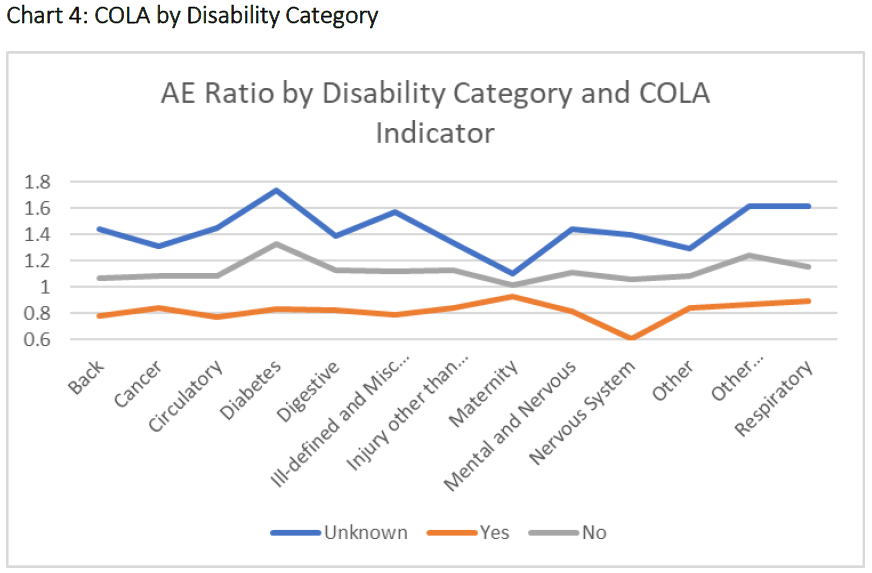 Chart 4: COLA by Disability Category
AE Ratio by Disability Category and COLA
Indicator
1.8
1.6
1.4
1.2
1
0.8
0.6
Back
Cancer
Circulatory
Diabetes
Digestive
Ill-defined and Misc...
Injury other than...
Maternity
Mental and Nervous
Nervous System
Other
Other...
Respiratory
Unknown
Yes
No